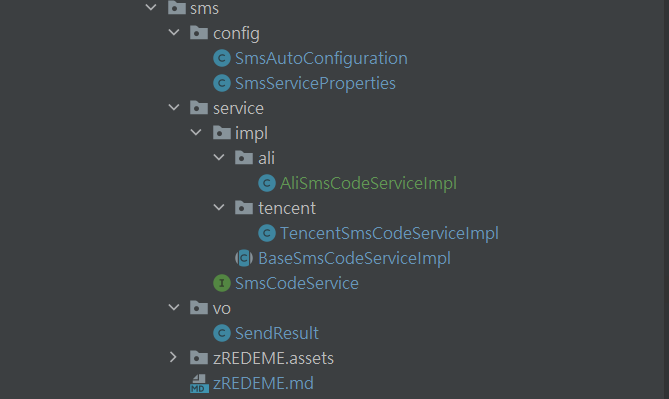 sms
config
SmsAutoConfiguration
SmsServiceProperties
service
impl
ali
AliSmsCodeServiceImpl
tencent
TencentSmsCodeServiceImpl
BaseSmsCodeServiceImpl
SmsCodeService
vo
SendResult
zREDEME.assets
zREDEME.md